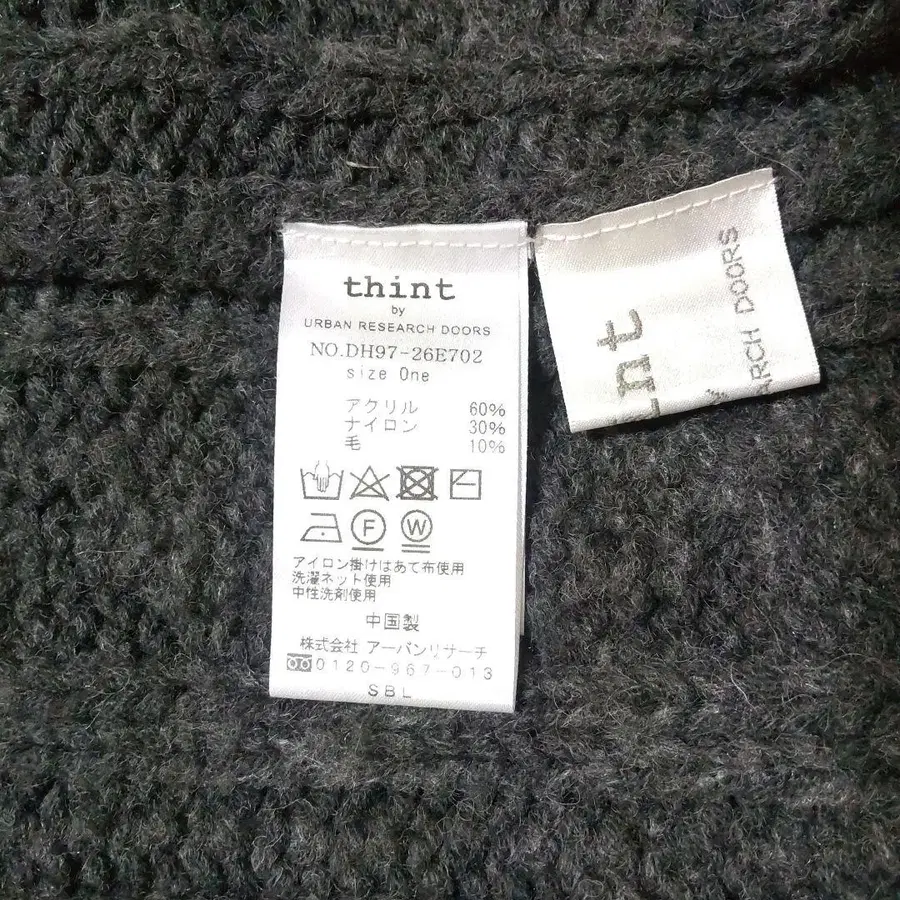 thint
by
URBAN RESEARCH DOORS
NO.DH97-26E702
size One
アクリル 60%
ナイロン 30%
毛 10%
F W
アイロン掛けはあて布使用
洗濯ネット使用
中性洗剤使用
中国製
株式会社 アーバンリサーチ
0120-967-013
SBL
DOORS